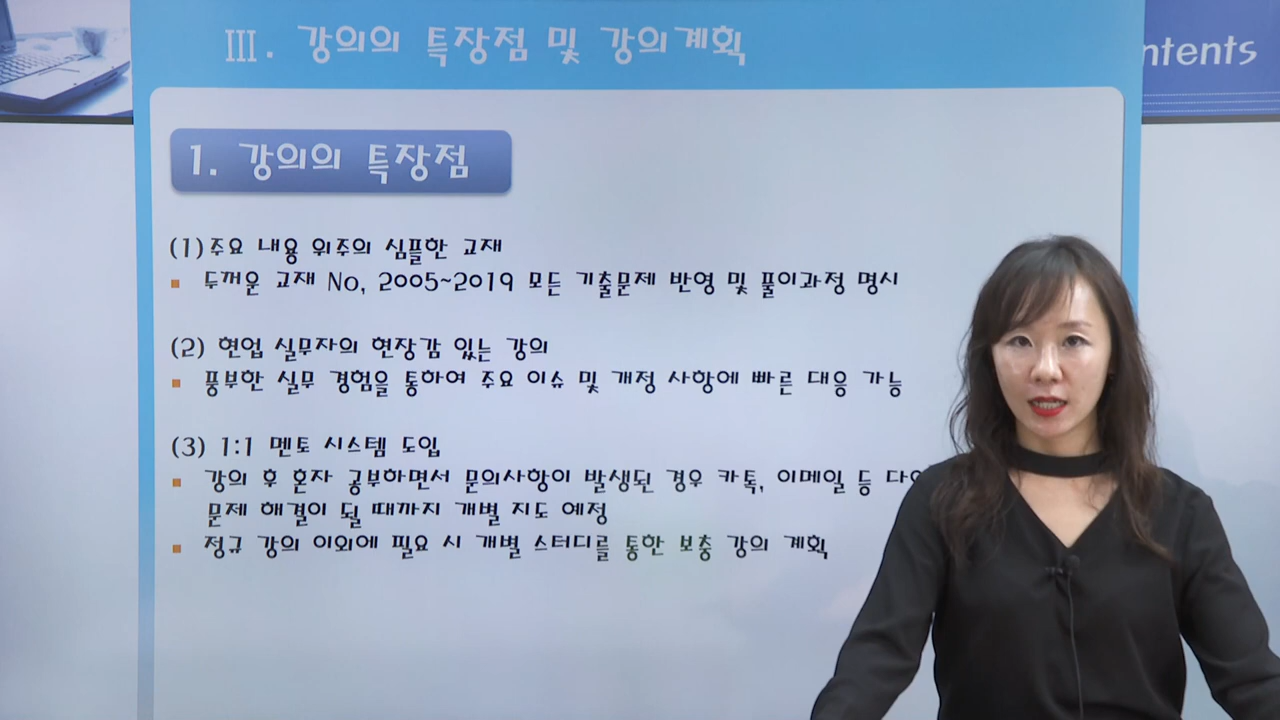 Ⅲ. 강의의 특장점 및 강의계획
ntents
1. 강의의 특장점
(1) 주요 내용 위주의 심플한 교재
▪ 두꺼운 교재 No, 2005~2019 모든 기출문제 반영 및 풀이과정 명시
(2) 현업 실무자의 현장감 있는 강의
▪ 풍부한 실무 경험을 통하여 주요 이슈 및 개정 사항에 빠른 대응 가능
(3) 1:1 멘토 시스템 도입
▪ 강의 후 혼자 공부하면서 문의사항이 발생된 경우 카톡, 이메일 등
문제 해결이 될 때까지 개별 지도 예정
▪ 정규 강의 이외에 필요 시 개별 스터디를 통한 보충 강의 계획